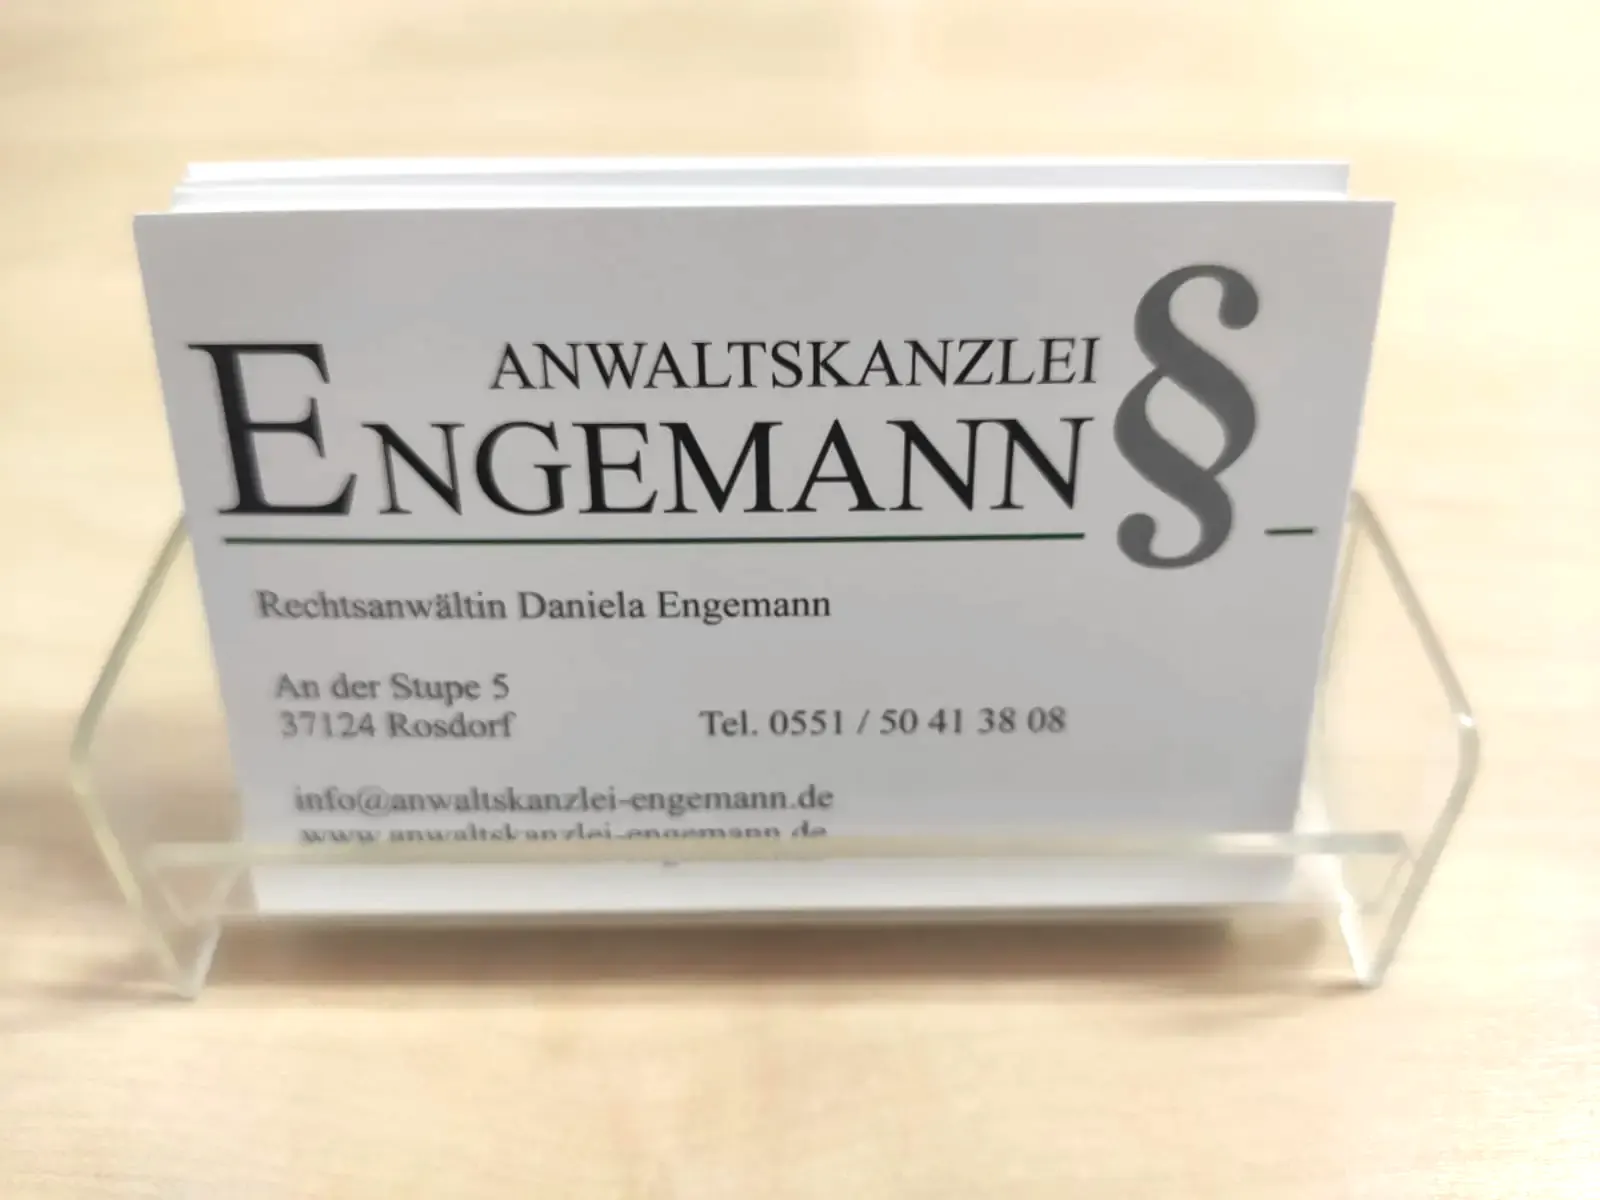 ANWALTSKANZLEI
ENGEMANN §
Rechtsanwältin Daniela Engemann
An der Stupe 5
37124 Rosdorf
Tel. 0551 / 50 41 38 08
info@anwaltskanzlei-engemann.de
www.anwaltskanzlei-engemann.de